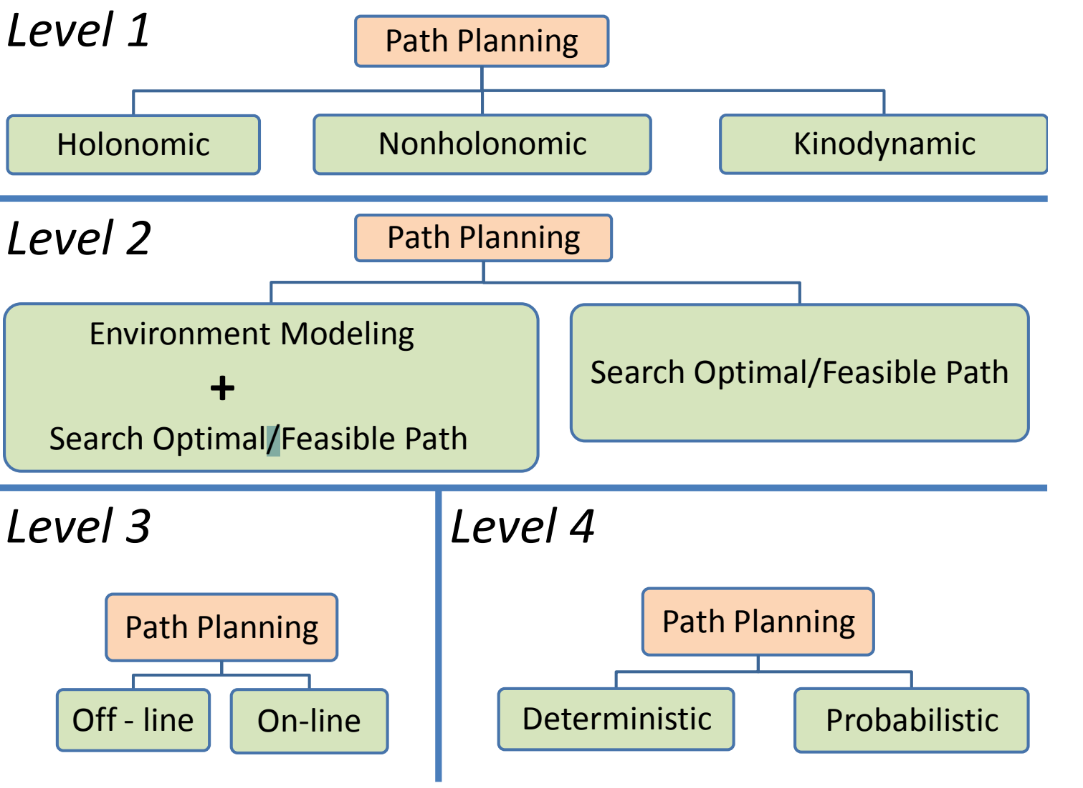 Level 1
Path Planning
Holonomic
Nonholonomic
Kinodynamic
Level 2
Path Planning
Environment Modeling
+
Search Optimal/Feasible Path
Search Optimal/Feasible Path
Level 3
Path Planning
Off - line
On-line
Level 4
Path Planning
Deterministic
Probabilistic